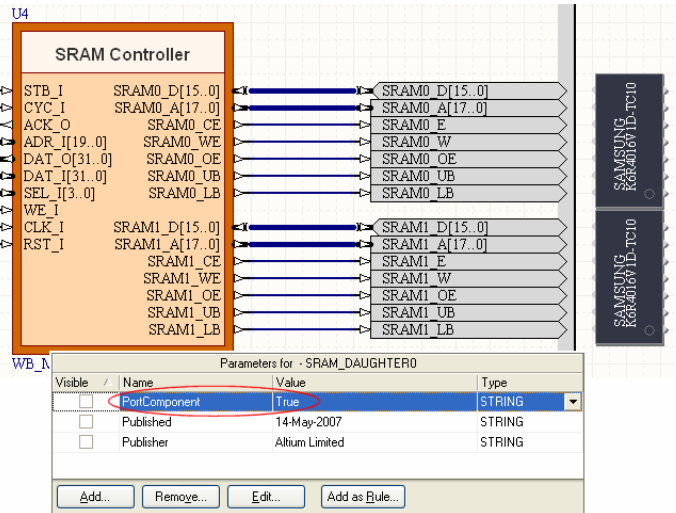 U4
SRAM Controller
STB_I SRAM0_D[15..0] SRAM0_D[15..0]
CYC_I SRAM0_A[17..0] SRAM0_A[17..0]
ACK_O SRAM0_CE SRAM0_E
ADR_I[19..0] SRAM0_WE SRAM0_W
DAT_O[31..0] SRAM0_OE SRAM0_OE
DAT_I[31..0] SRAM0_UB SRAM0_UB
SEL_I[3..0] SRAM0_LB SRAM0_LB
WE_I
CLK_I SRAM1_D[15..0] SRAM1_D[15..0]
RST_I SRAM1_A[17..0] SRAM1_A[17..0]
SRAM1_CE SRAM1_E
SRAM1_WE SRAM1_W
SRAM1_OE SRAM1_OE
SRAM1_UB SRAM1_UB
SRAM1_LB SRAM1_LB
SAMSUNG
K6R4016V1D-TC10
SAMSUNG
K6R4016V1D-TC10
Parameters for - SRAM_DAUGHTER0
Visible Name Value Type
PortComponent True STRING
Published 14-May-2007 STRING
Publisher Altium Limited STRING
Add... Remove... Edit... Add as Rule...